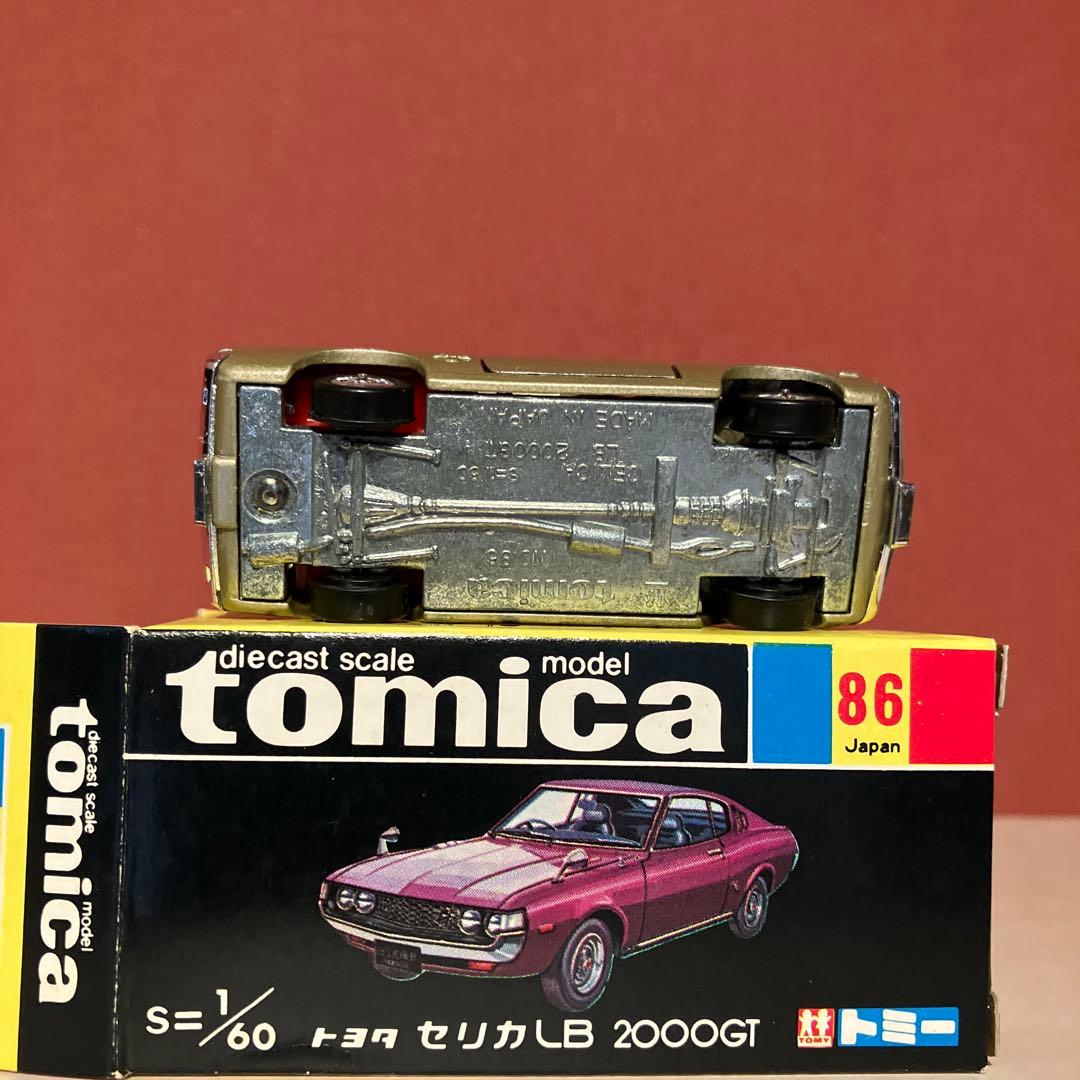 MADE IN JAPAN
CELICA
LB 2000GT
S=1/60
tomica
NO.86
diecast scale
model
tomica
86
Japan
S=1/60
トヨタ セリカLB 2000GT
TOMY
トミー
diecast scale
model
tomica